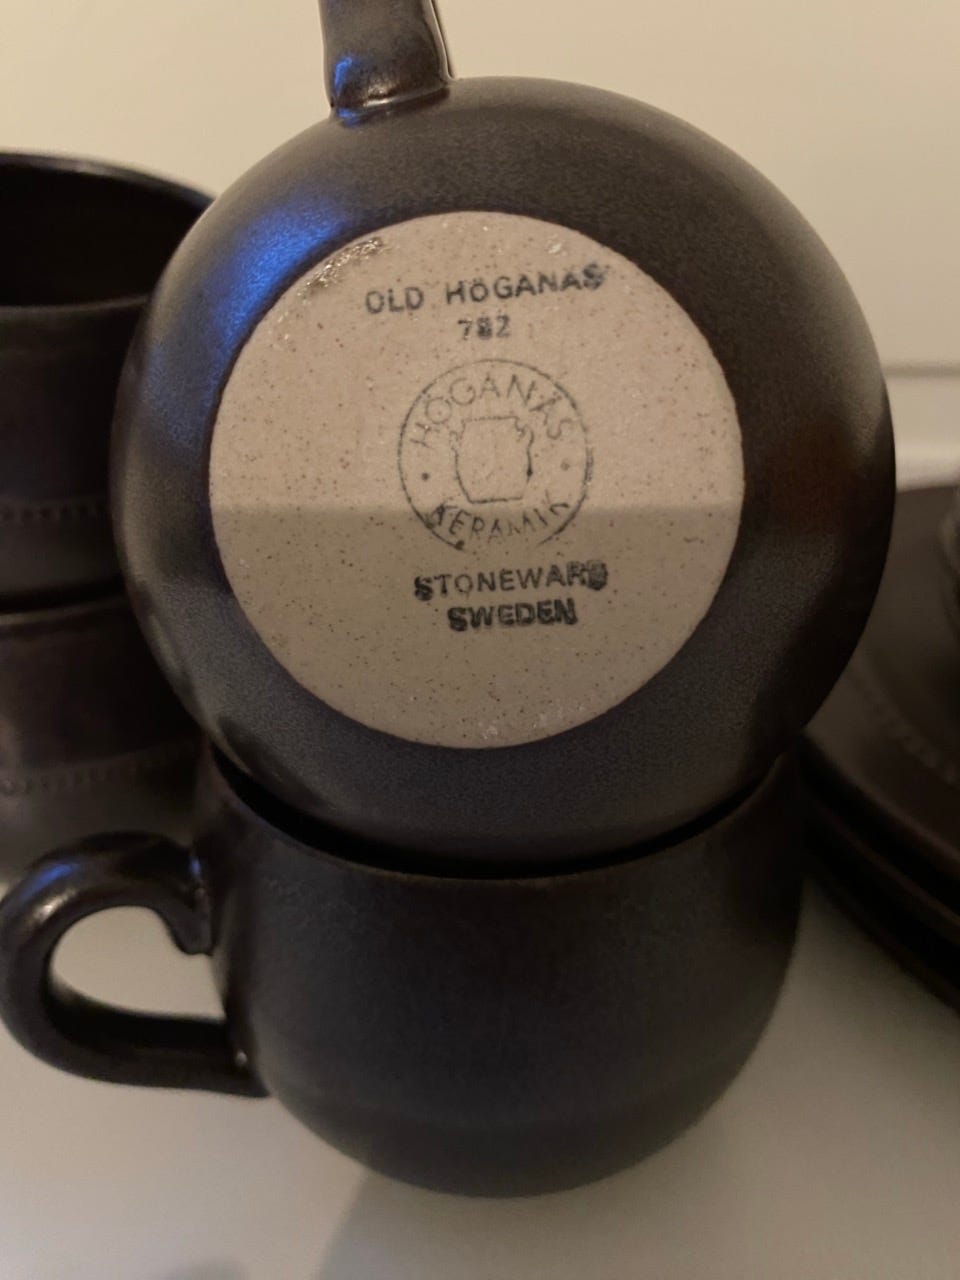 OLD HÖGANÄS
782
HÖGANÄS
KERAMIK
STONEWARE
SWEDEN